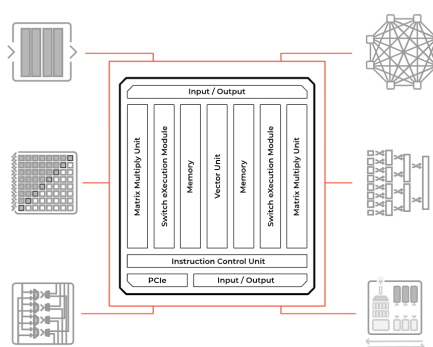 Input / Output
Matrix Multiply Unit
Switch eXecution Module
Memory
Vector Unit
Memory
Switch eXecution Module
Matrix Multiply Unit
Instruction Control Unit
PCIe
Input / Output